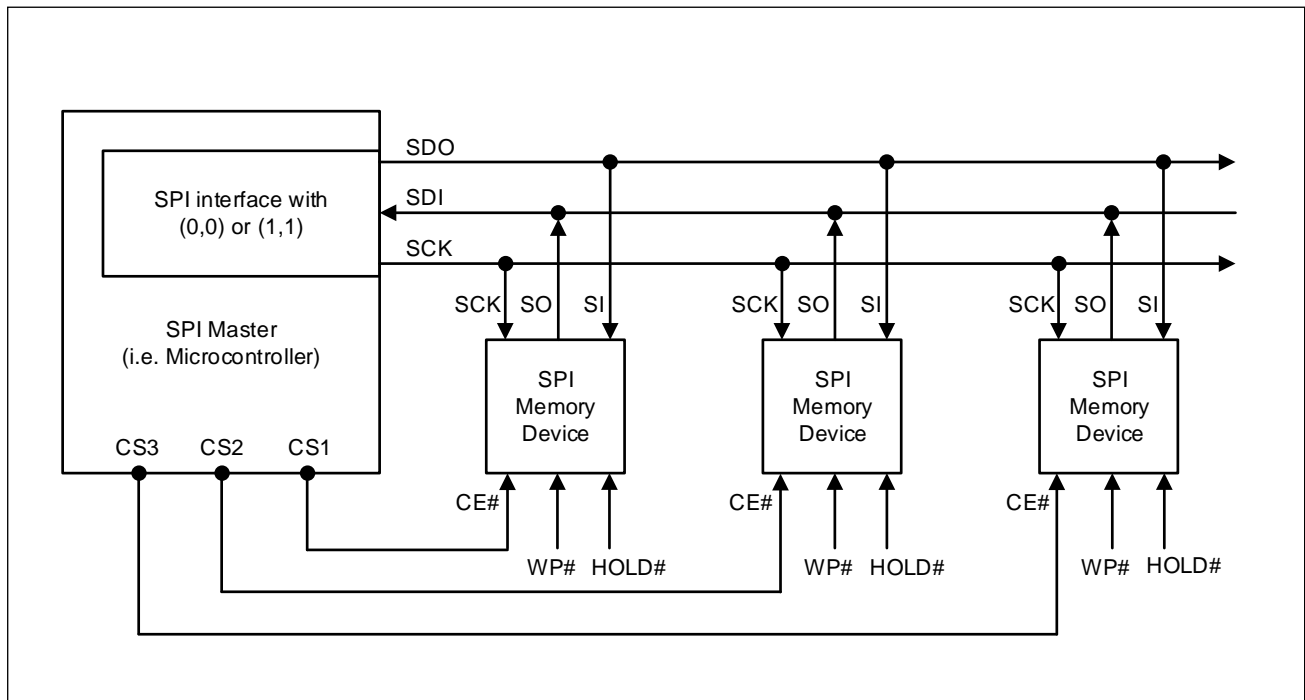 SDO
SPI interface with
(0,0) or (1,1)
SDI
SCK
SPI Master
(i.e. Microcontroller)
SCK SO SI
SCK SO SI
SCK SO SI
SPI
Memory
Device
SPI
Memory
Device
SPI
Memory
Device
CS3 CS2 CS1
CE#
CE#
CE#
WP# HOLD#
WP# HOLD#
WP# HOLD#